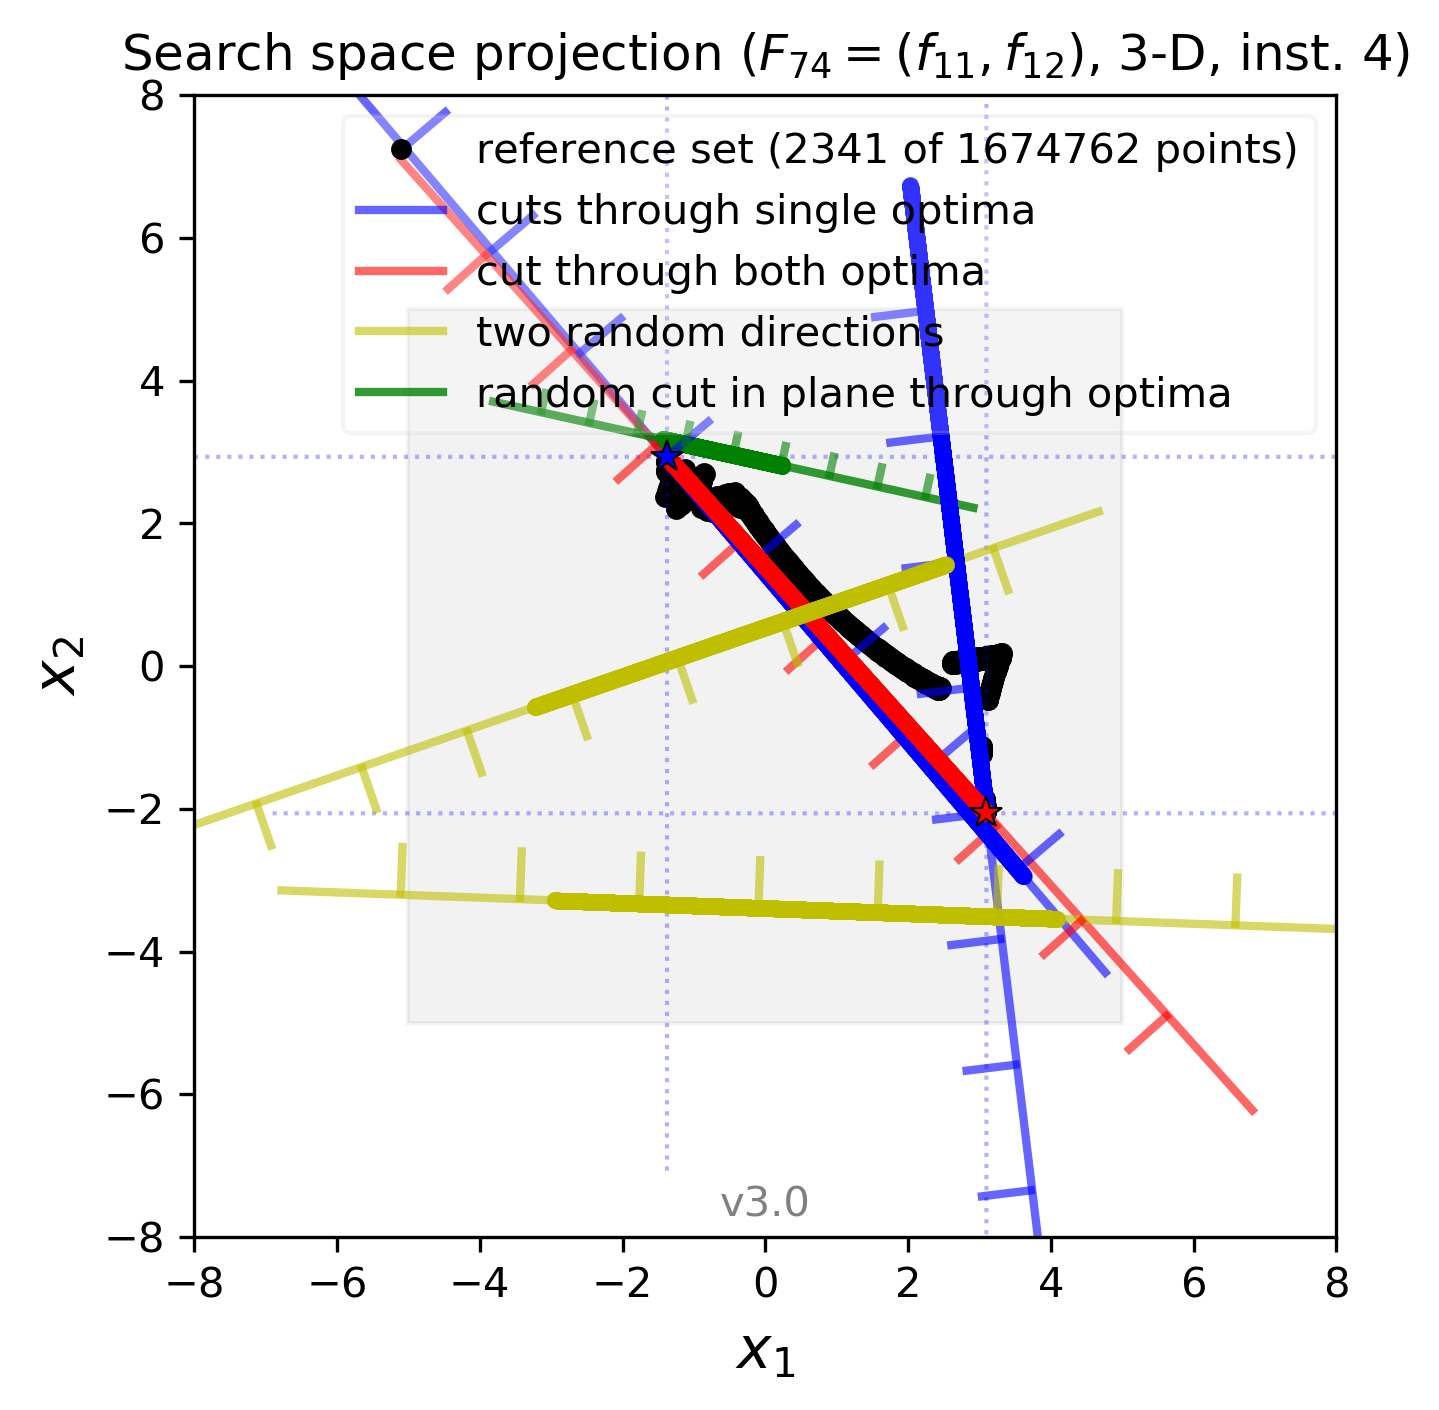 Search space projection (F₇₄ = (f₁₁, f₁₂), 3-D, inst. 4)
reference set (2341 of 1674762 points)
cuts through single optima
cut through both optima
two random directions
random cut in plane through optima
8
6
4
2
0
−2
−4
−6
−8
x₂
v3.0
−8 −6 −4 −2 0 2 4 6 8
x₁